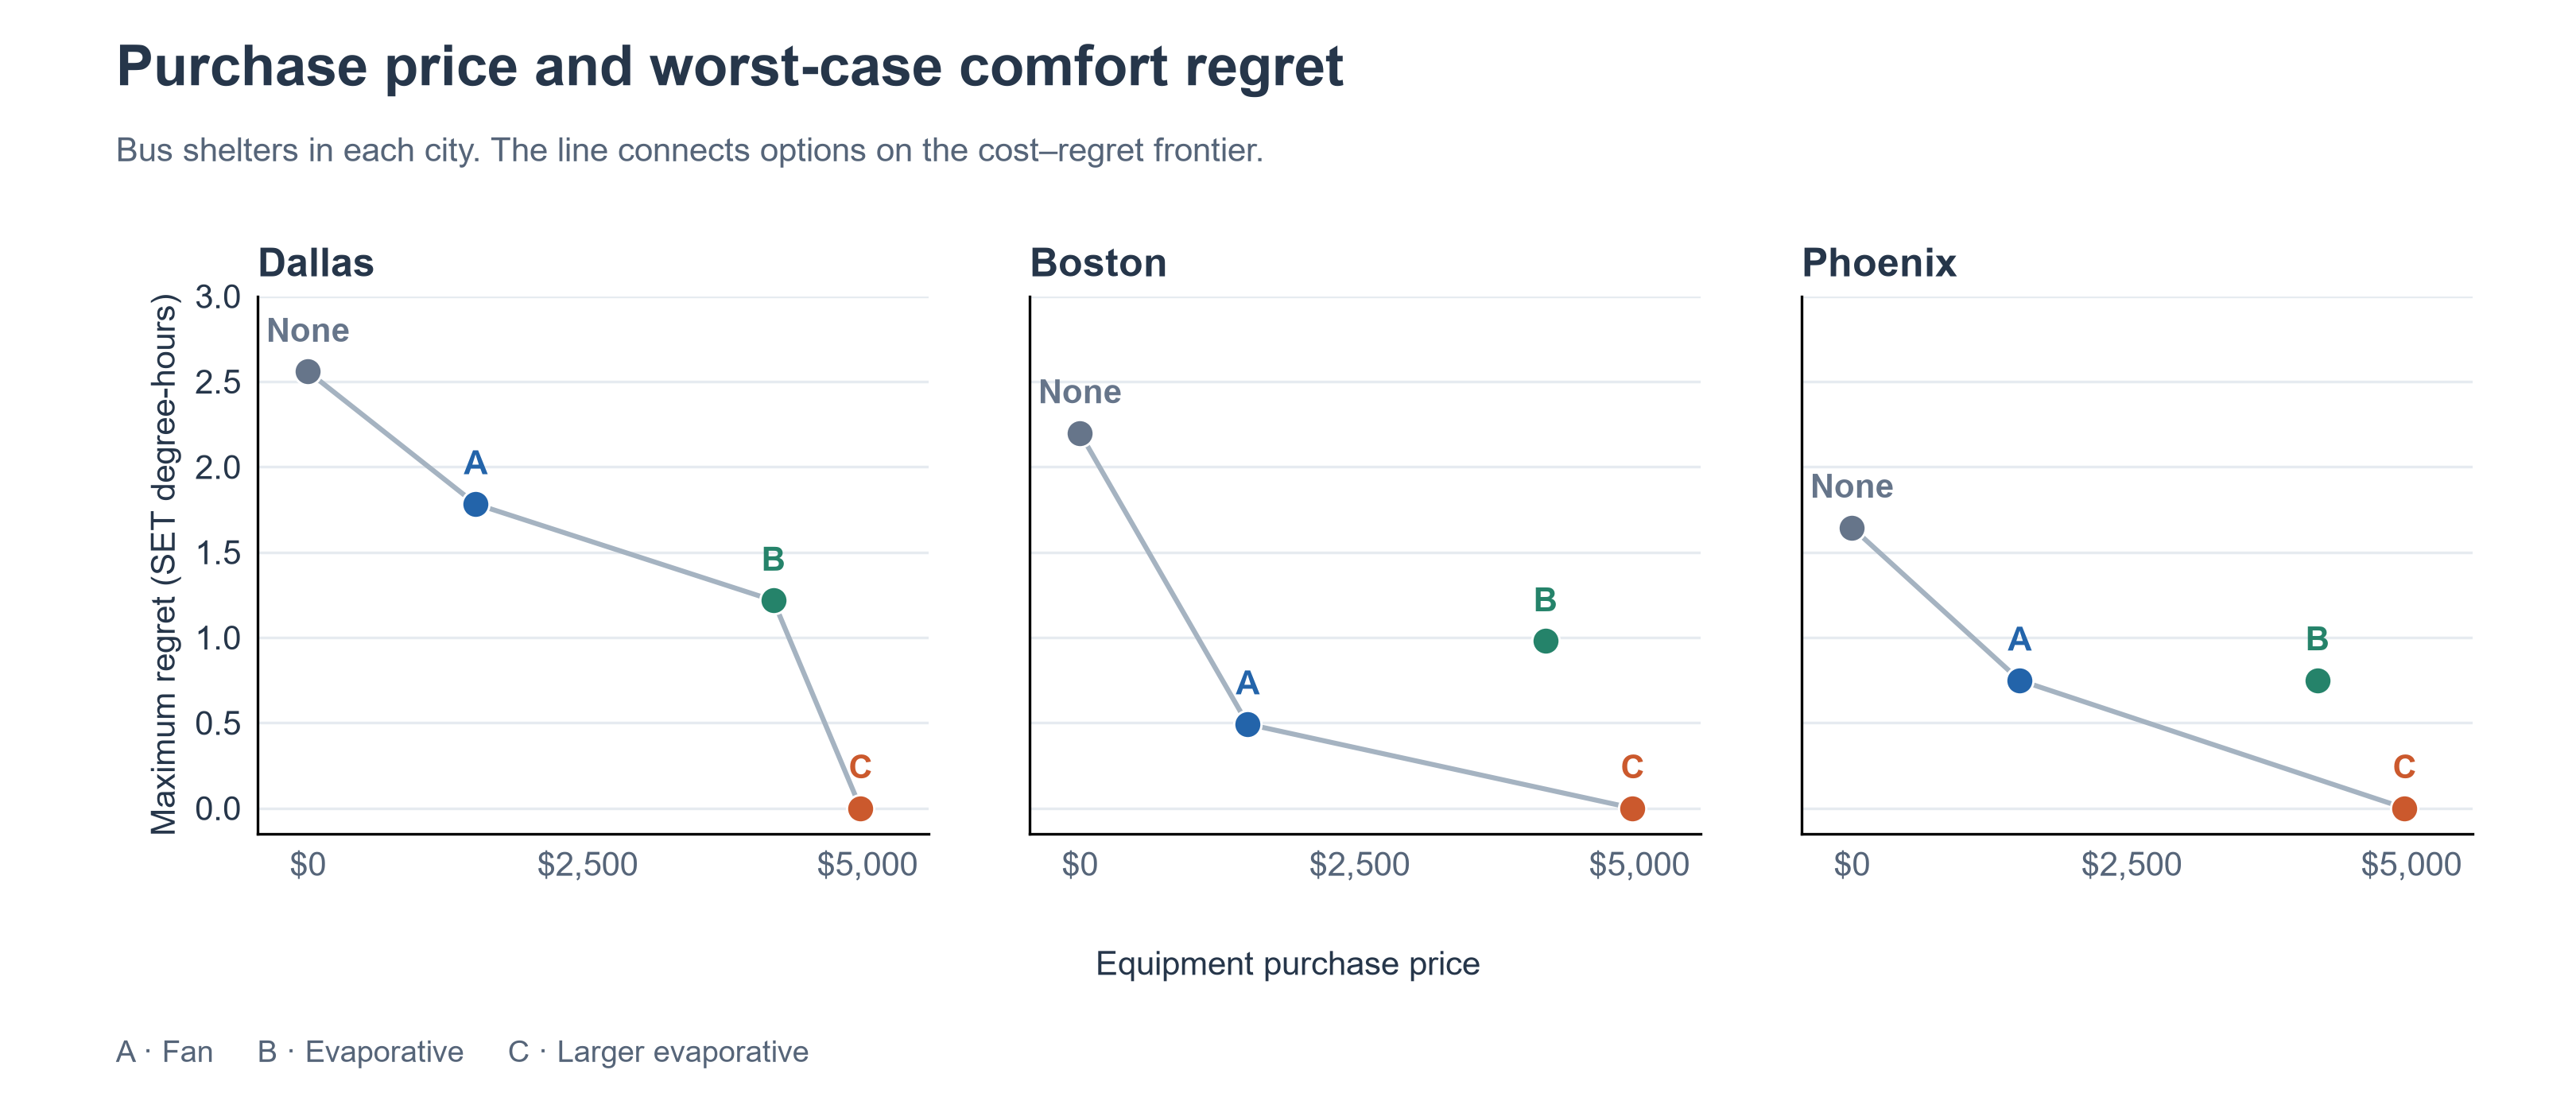 Purchase price and worst-case comfort regret
Bus shelters in each city. The line connects options on the cost–regret frontier.
Dallas
Boston
Phoenix
Maximum regret (SET degree-hours)
3.0
2.5
2.0
1.5
1.0
0.5
0.0
None
A
B
C
$0
$2,500
$5,000
None
A
B
C
$0
$2,500
$5,000
None
A
B
C
$0
$2,500
$5,000
Equipment purchase price
A · Fan B · Evaporative C · Larger evaporative